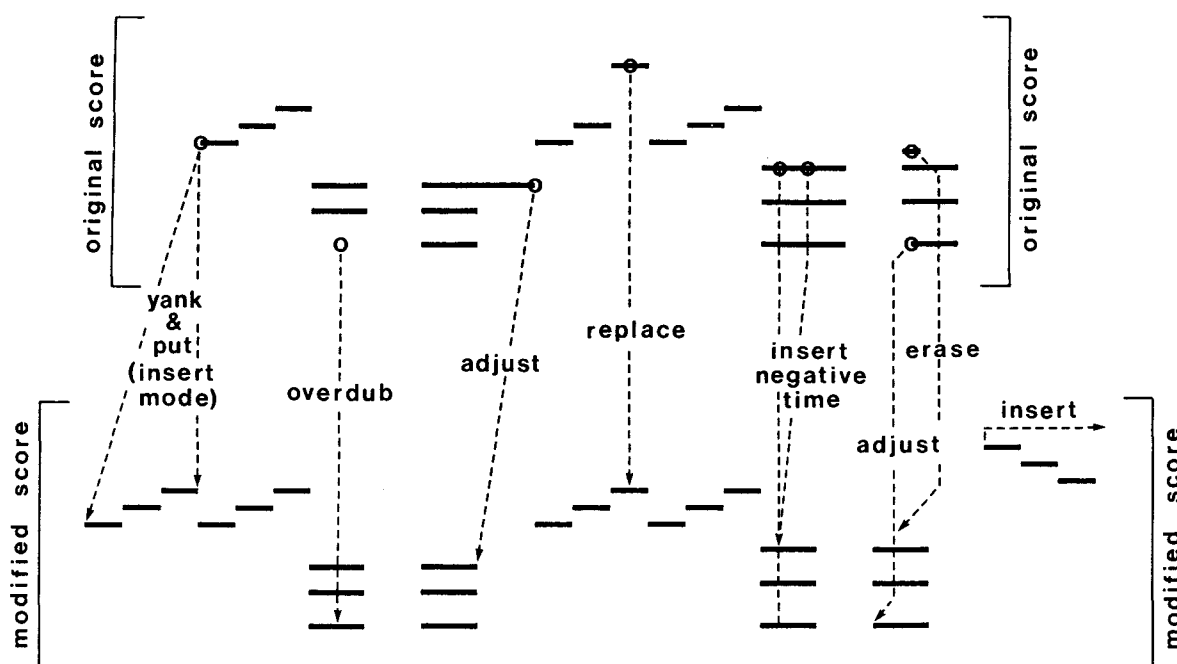 original score
original score
yank
&
put
(insert
mode)
overdub
adjust
replace
insert
negative
time
erase
adjust
insert
modified score
modified score